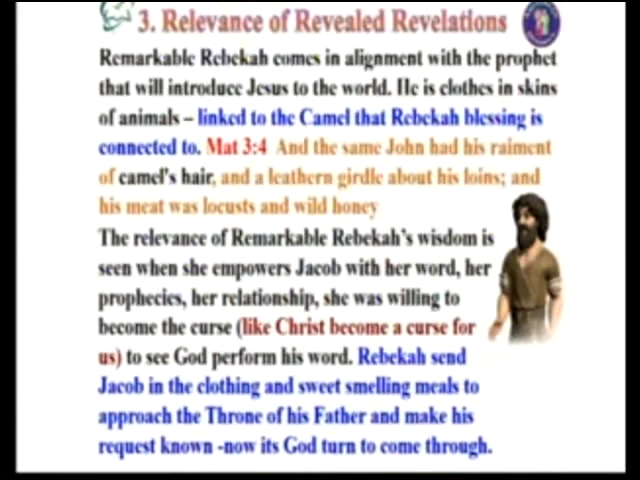 3. Relevance of Revealed Revelations
Remarkable Rebekah comes in alignment with the prophet
that will introduce Jesus to the world. He is clothes in skins
of animals – linked to the Camel that Rebekah blessing is
connected to. Mat 3:4 And the same John had his raiment
of camel's hair, and a leathern girdle about his loins; and
his meat was locusts and wild honey
The relevance of Remarkable Rebekah's wisdom is
seen when she empowers Jacob with her word, her
prophecies, her relationship, she was willing to
become the curse (like Christ become a curse for
us) to see God perform his word. Rebekah send
Jacob in the clothing and sweet smelling meals to
approach the Throne of his Father and make his
request known -now its God turn to come through.